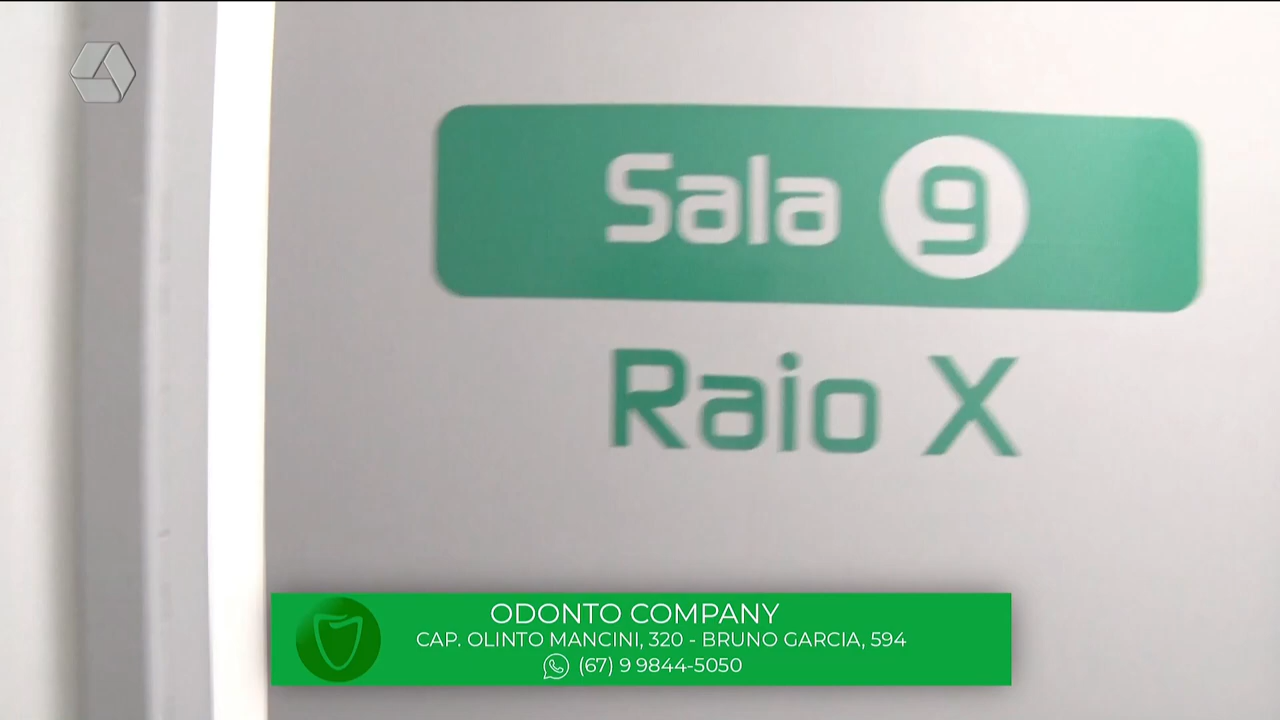 Sala 9
Raio X
ODONTO COMPANY
CAP. OLINTO MANCINI, 320 - BRUNO GARCIA, 594
(67) 9 9844-5050